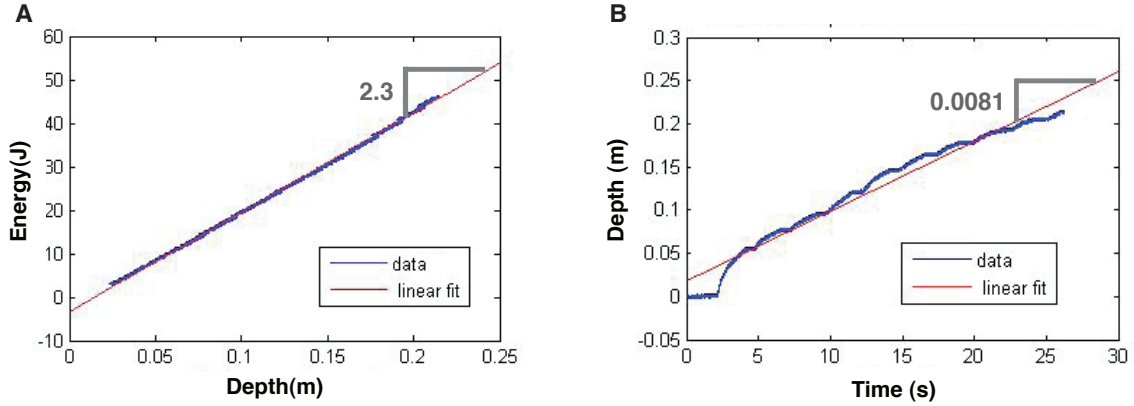 A
60
50
40
30
20
10
0
-10
Energy(J)
2.3
data
linear fit
0 0.05 0.1 0.15 0.2 0.25
Depth(m)
B
0.3
0.25
0.2
0.15
0.1
0.05
0
-0.05
Depth (m)
0.0081
data
linear fit
0 5 10 15 20 25 30
Time (s)